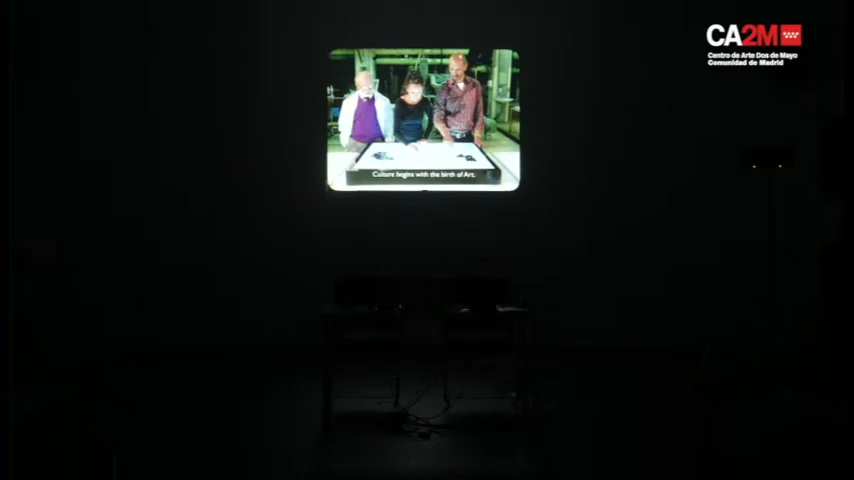 CA2M
Centro de Arte Dos de Mayo
Comunidad de Madrid
Culture begins with the birth of Art.